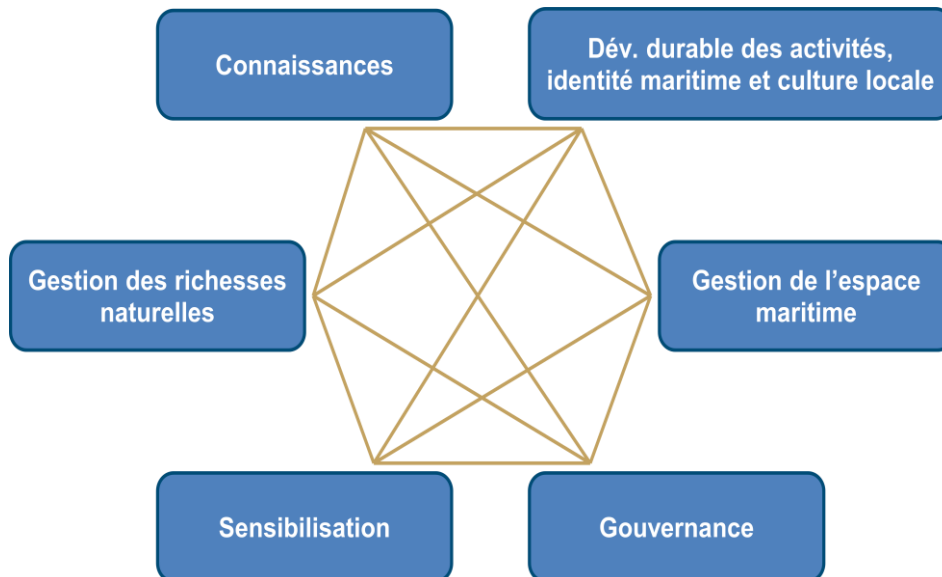 Connaissances
Dév. durable des activités,
identité maritime et culture locale
Gestion des richesses
naturelles
Gestion de l’espace
maritime
Sensibilisation
Gouvernance